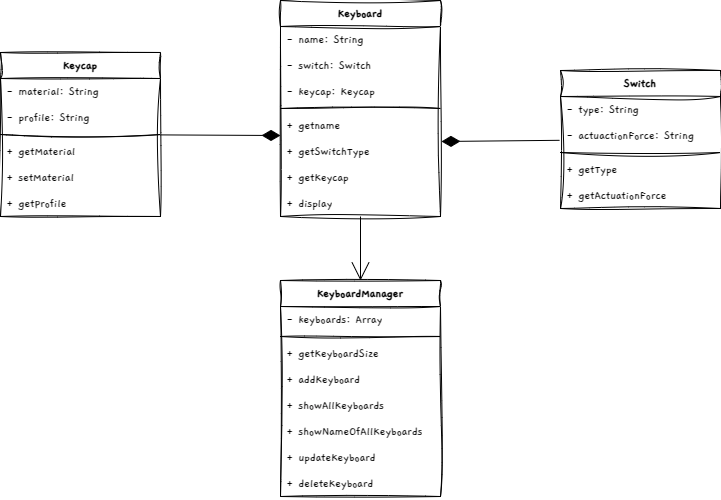 Keyboard
- name: String
- switch: Switch
- keycap: Keycap
+ getname
+ getSwitchType
+ getKeycap
+ display
Keycap
- material: String
- profile: String
+ getMaterial
+ setMaterial
+ getProfile
Switch
- type: String
- actuactionForce: String
+ getType
+ getActuationForce
KeyboardManager
- keyboards: Array
+ getKeyboardSize
+ addKeyboard
+ showAllKeyboards
+ showNameOfAllKeyboards
+ updateKeyboard
+ deleteKeyboard